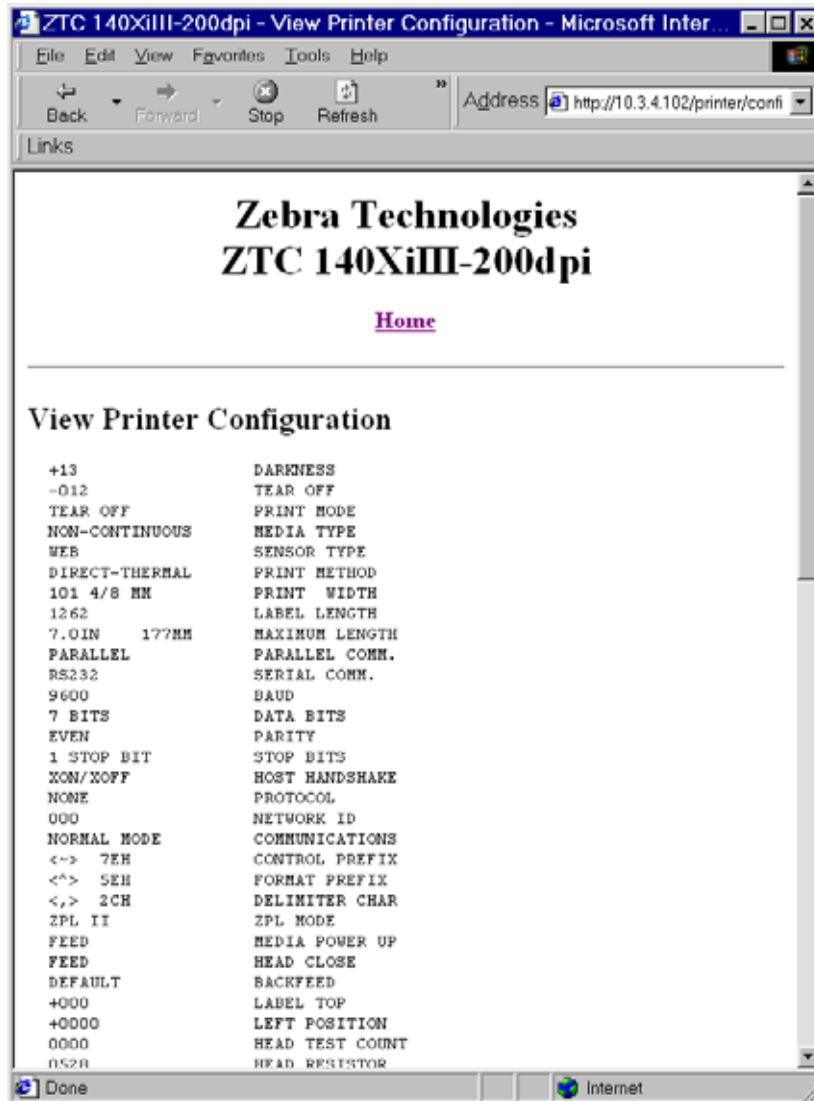 ZTC 140XiIII-200dpi - View Printer Configuration - Microsoft Inter...
File Edit View Favorites Tools Help
Back Forward Stop Refresh » Address http://10.3.4.102/printer/confi
Links
Zebra Technologies
ZTC 140XiIII-200dpi
Home
View Printer Configuration
+13 DARKNESS
-012 TEAR OFF
TEAR OFF PRINT MODE
NON-CONTINUOUS MEDIA TYPE
WEB SENSOR TYPE
DIRECT-THERMAL PRINT METHOD
101 4/8 MM PRINT WIDTH
1262 LABEL LENGTH
7.0IN 177MM MAXIMUM LENGTH
PARALLEL PARALLEL COMM.
RS232 SERIAL COMM.
9600 BAUD
7 BITS DATA BITS
EVEN PARITY
1 STOP BIT STOP BITS
XON/XOFF HOST HANDSHAKE
NONE PROTOCOL
000 NETWORK ID
NORMAL MODE COMMUNICATIONS
<~> 7EH CONTROL PREFIX
<^> 5EH FORMAT PREFIX
<,> 2CH DELIMITER CHAR
ZPL II ZPL MODE
FEED MEDIA POWER UP
FEED HEAD CLOSE
DEFAULT BACKFEED
+000 LABEL TOP
+0000 LEFT POSITION
0000 HEAD TEST COUNT
0528 HEAD RESISTOR
Done Internet